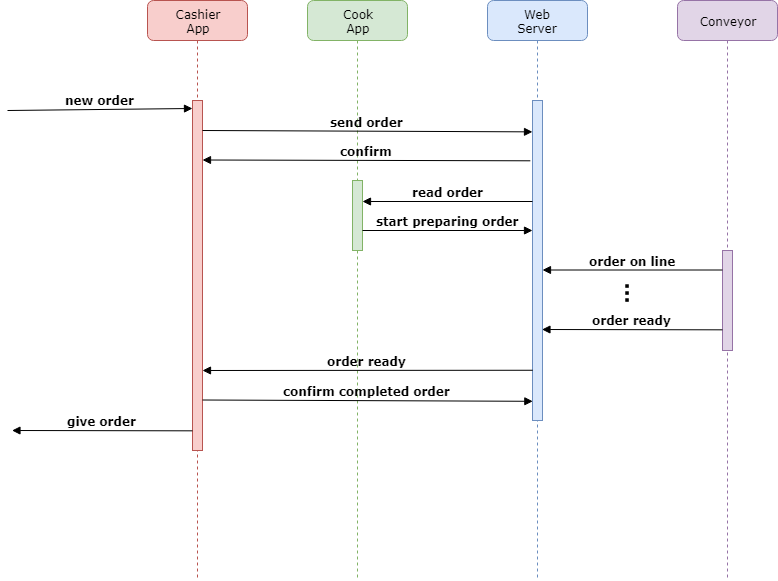 Cashier
App
Cook
App
Web
Server
Conveyor
new order
send order
confirm
read order
start preparing order
order on line
order ready
order ready
confirm completed order
give order